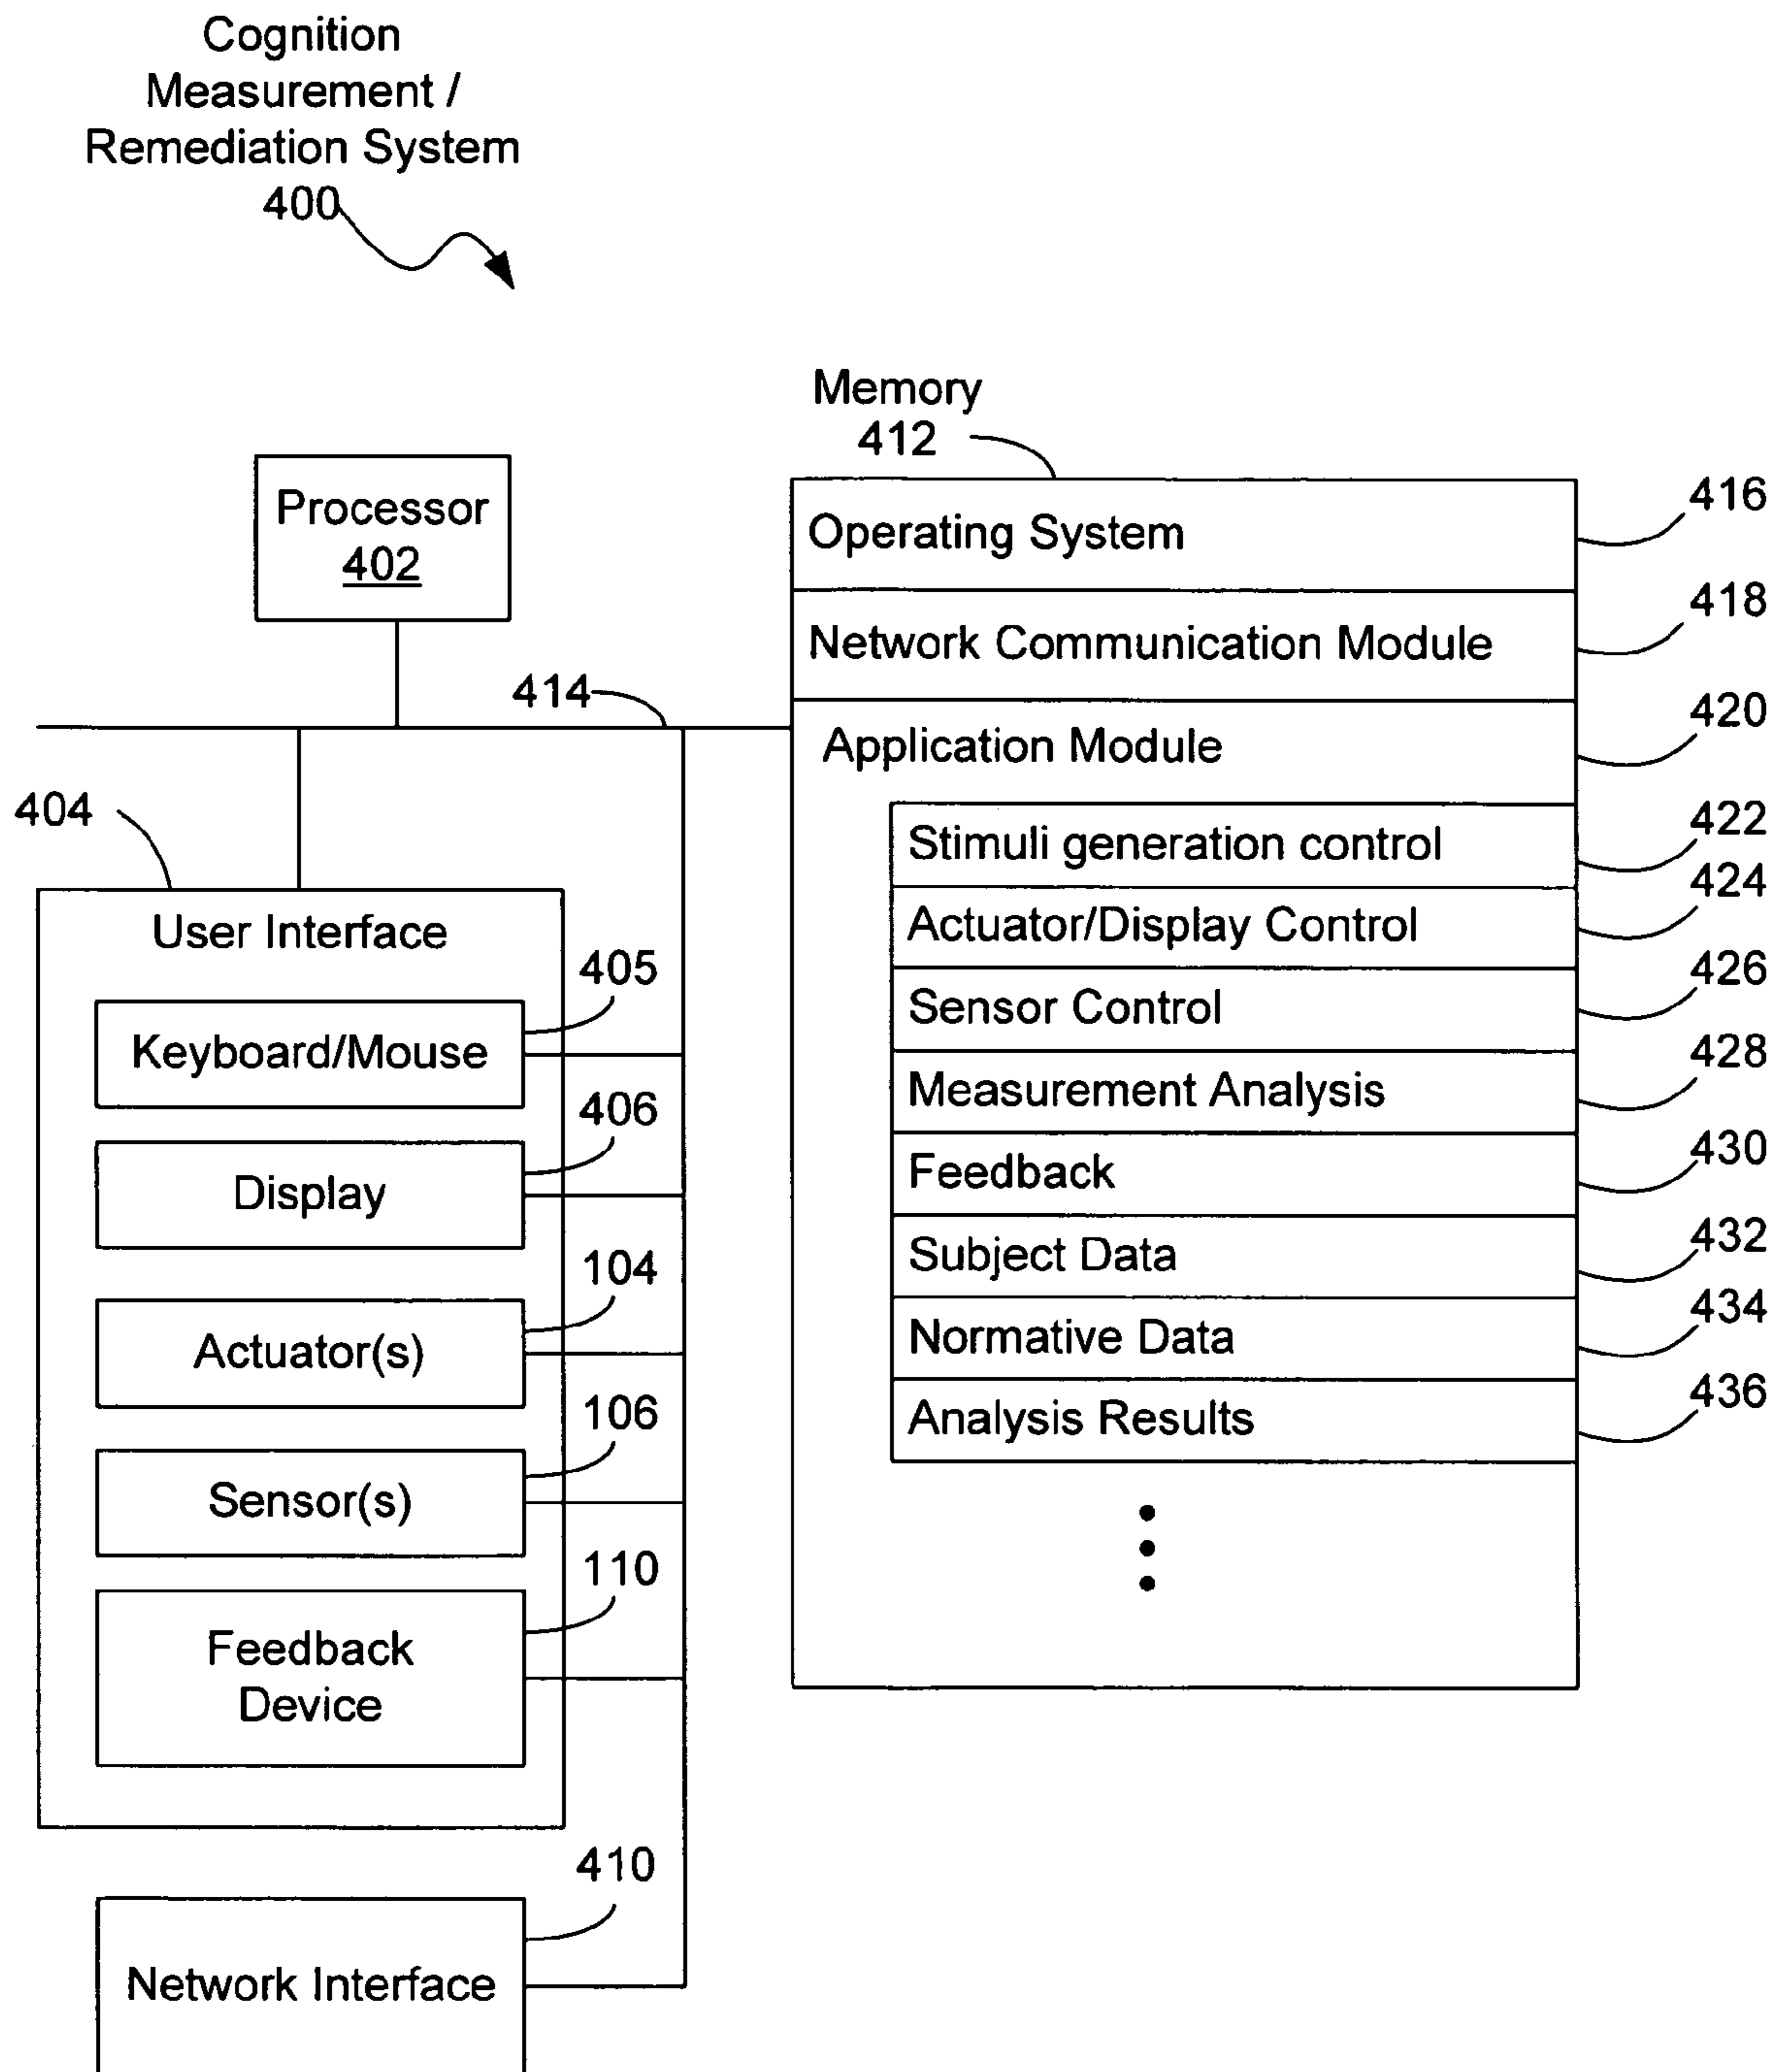 Cognition
Measurement /
Remediation System
400
Memory
412
Processor
402
414
Operating System
416
Network Communication Module
418
Application Module
420
Stimuli generation control
422
Actuator/Display Control
424
Sensor Control
426
Measurement Analysis
428
Feedback
430
Subject Data
432
Normative Data
434
Analysis Results
436
404
User Interface
405
Keyboard/Mouse
406
Display
104
Actuator(s)
106
Sensor(s)
110
Feedback
Device
410
Network Interface